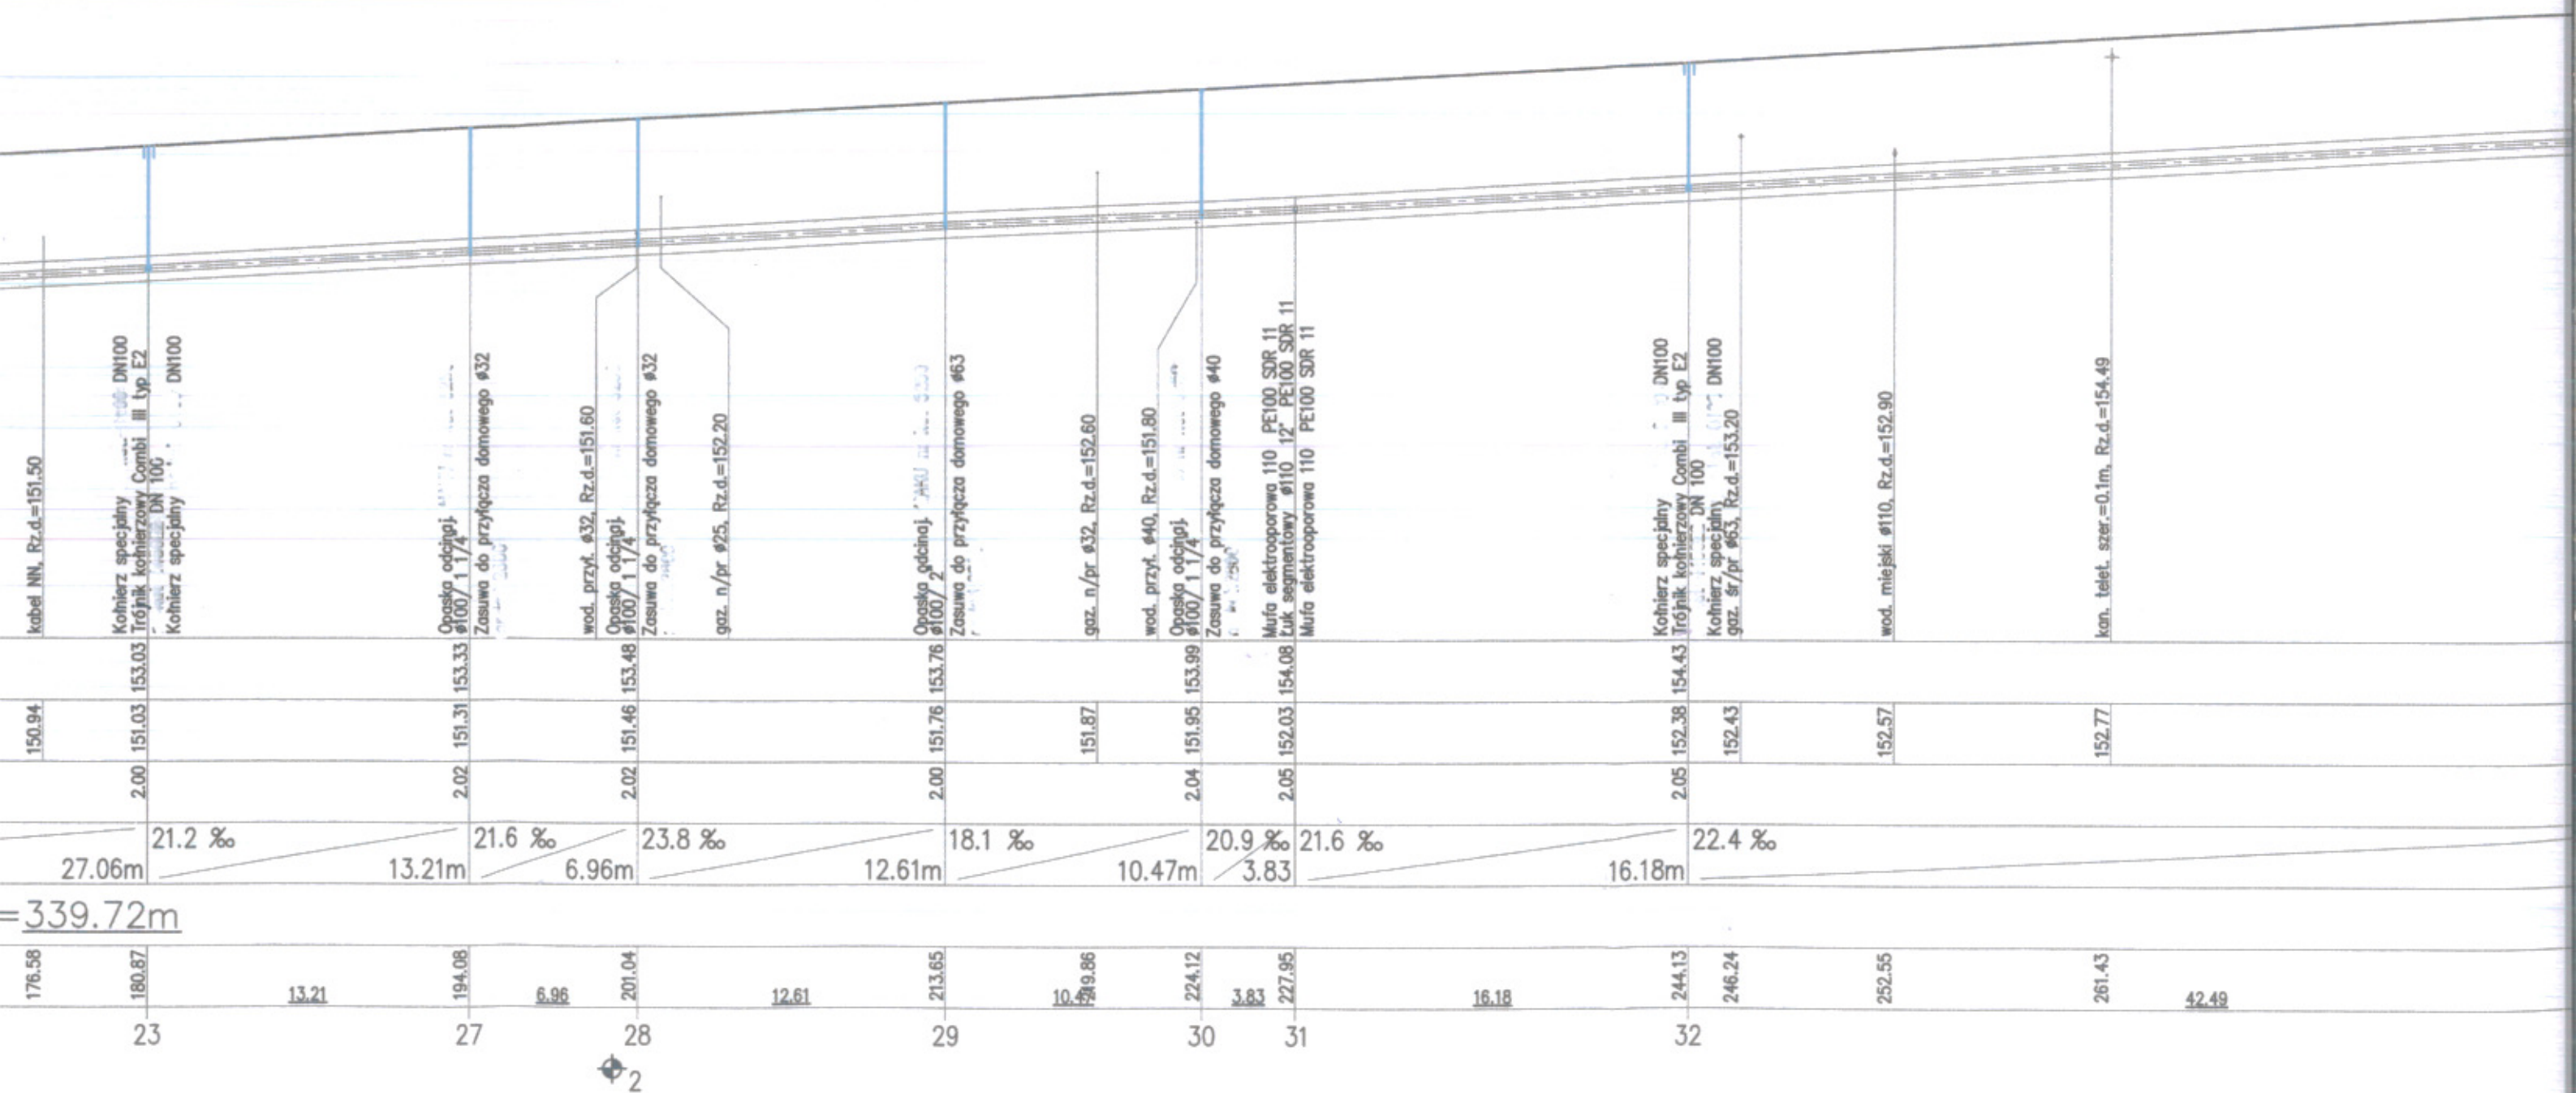 kabel NN, Rz.d.=151.50
Kołnierz specjalny DN100
Trójnik kołnierzowy Combi III typ E2
DN 100
Kołnierz specjalny DN100
Opaska odcinaj.
ø100/ 1 1/4
Zasuwa do przyłącza domowego ø32
wod. przył. ø32, Rz.d.=151.60
Opaska odcinaj.
ø100/ 1 1/4
Zasuwa do przyłącza domowego ø32
gaz. n/pr ø25, Rz.d.=152.20
Opaska odcinaj.
ø100/ 2"
Zasuwa do przyłącza domowego ø63
gaz. n/pr ø32, Rz.d.=152.60
wod. przył. ø40, Rz.d.=151.80
Opaska odcinaj.
ø100/ 1 1/4
Zasuwa do przyłącza domowego ø40
Mufa elektrooporowa 110 PE100 SDR 11
Łuk segmentowy ø110 12° PE100 SDR 11
Mufa elektrooporowa 110 PE100 SDR 11
Kołnierz specjalny DN100
Trójnik kołnierzowy Combi III typ E2
DN 100
Kołnierz specjalny DN100
gaz. śr/pr ø63, Rz.d.=153.20
wod. miejski ø110, Rz.d.=152.90
kan. telet. szer.=0.1m, Rz.d.=154.49
153.03 153.33 153.48 153.76 153.99 154.08 154.43
150.94 151.03 151.31 151.46 151.76 151.87 151.95 152.03 152.38 152.43 152.57 152.77
2.00 2.02 2.02 2.00 2.04 2.05 2.05
21.2 ‰ 21.6 ‰ 23.8 ‰ 18.1 ‰ 20.9 ‰ 21.6 ‰ 22.4 ‰
27.06m 13.21m 6.96m 12.61m 10.47m 3.83 16.18m
=339.72m
176.58 180.87 194.08 201.04 213.65 219.86 224.12 227.95 244.13 246.24 252.55 261.43
13.21 6.96 12.61 10.47 3.83 16.18 42.49
23 27 28 29 30 31 32
2